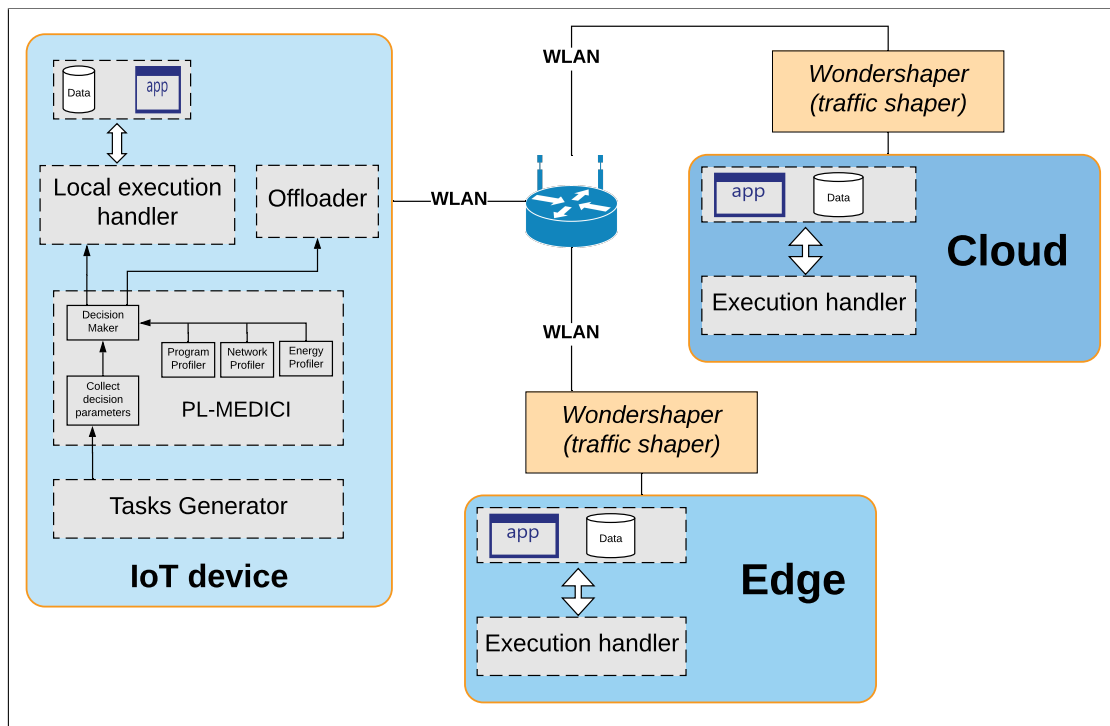 Data
app
Local execution
handler
Offloader
Decision
Maker
Program
Profiler
Network
Profiler
Energy
Profiler
Collect
decision
parameters
PL-MEDICI
Tasks Generator
IoT device
WLAN
WLAN
WLAN
Wondershaper
(traffic shaper)
app
Data
Cloud
Execution handler
Wondershaper
(traffic shaper)
app
Data
Edge
Execution handler